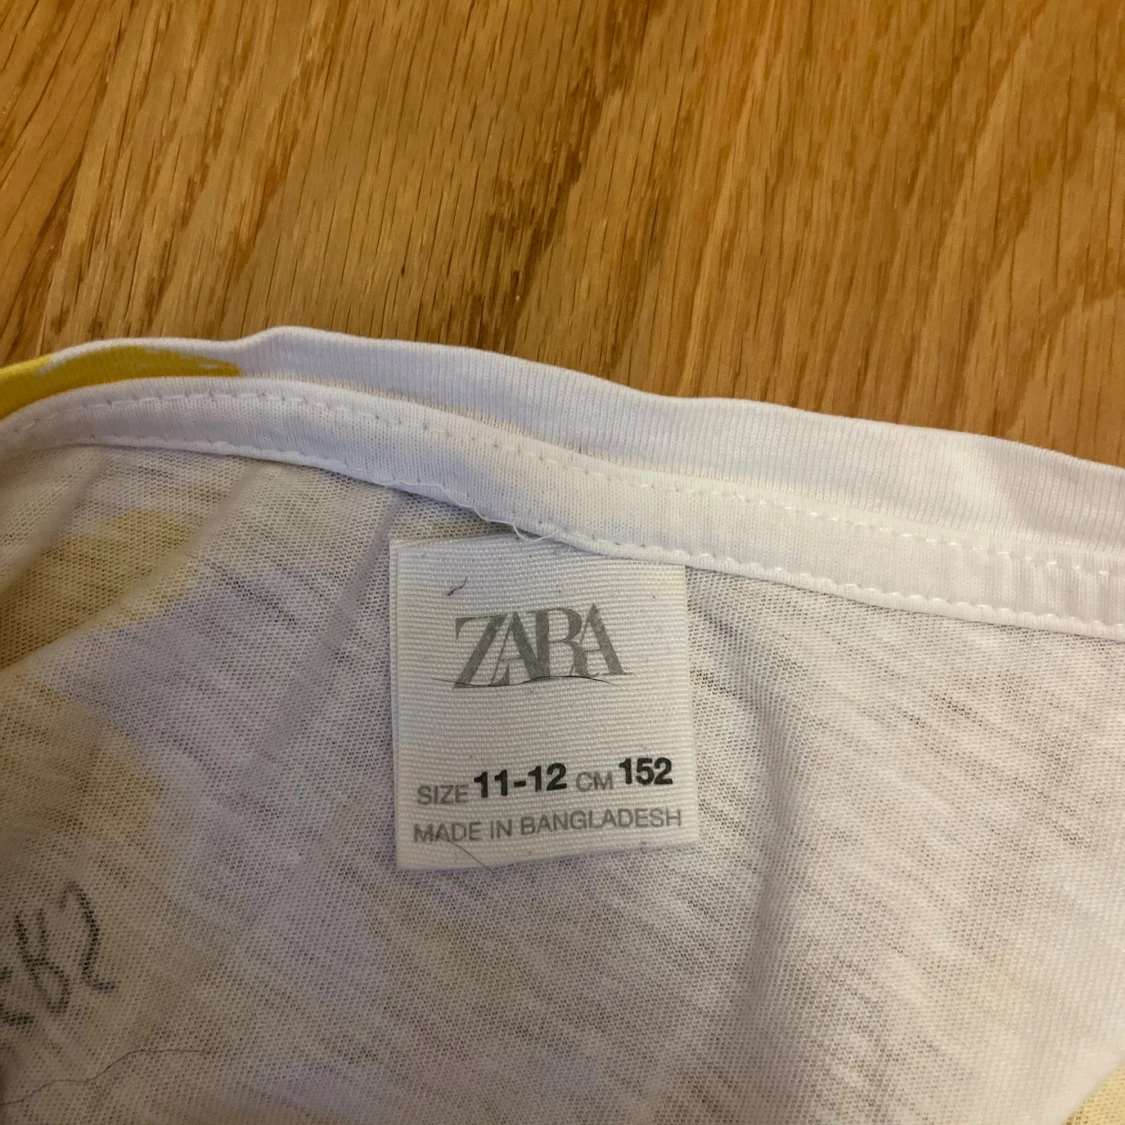 ZARA
SIZE 11-12 CM 152
MADE IN BANGLADESH